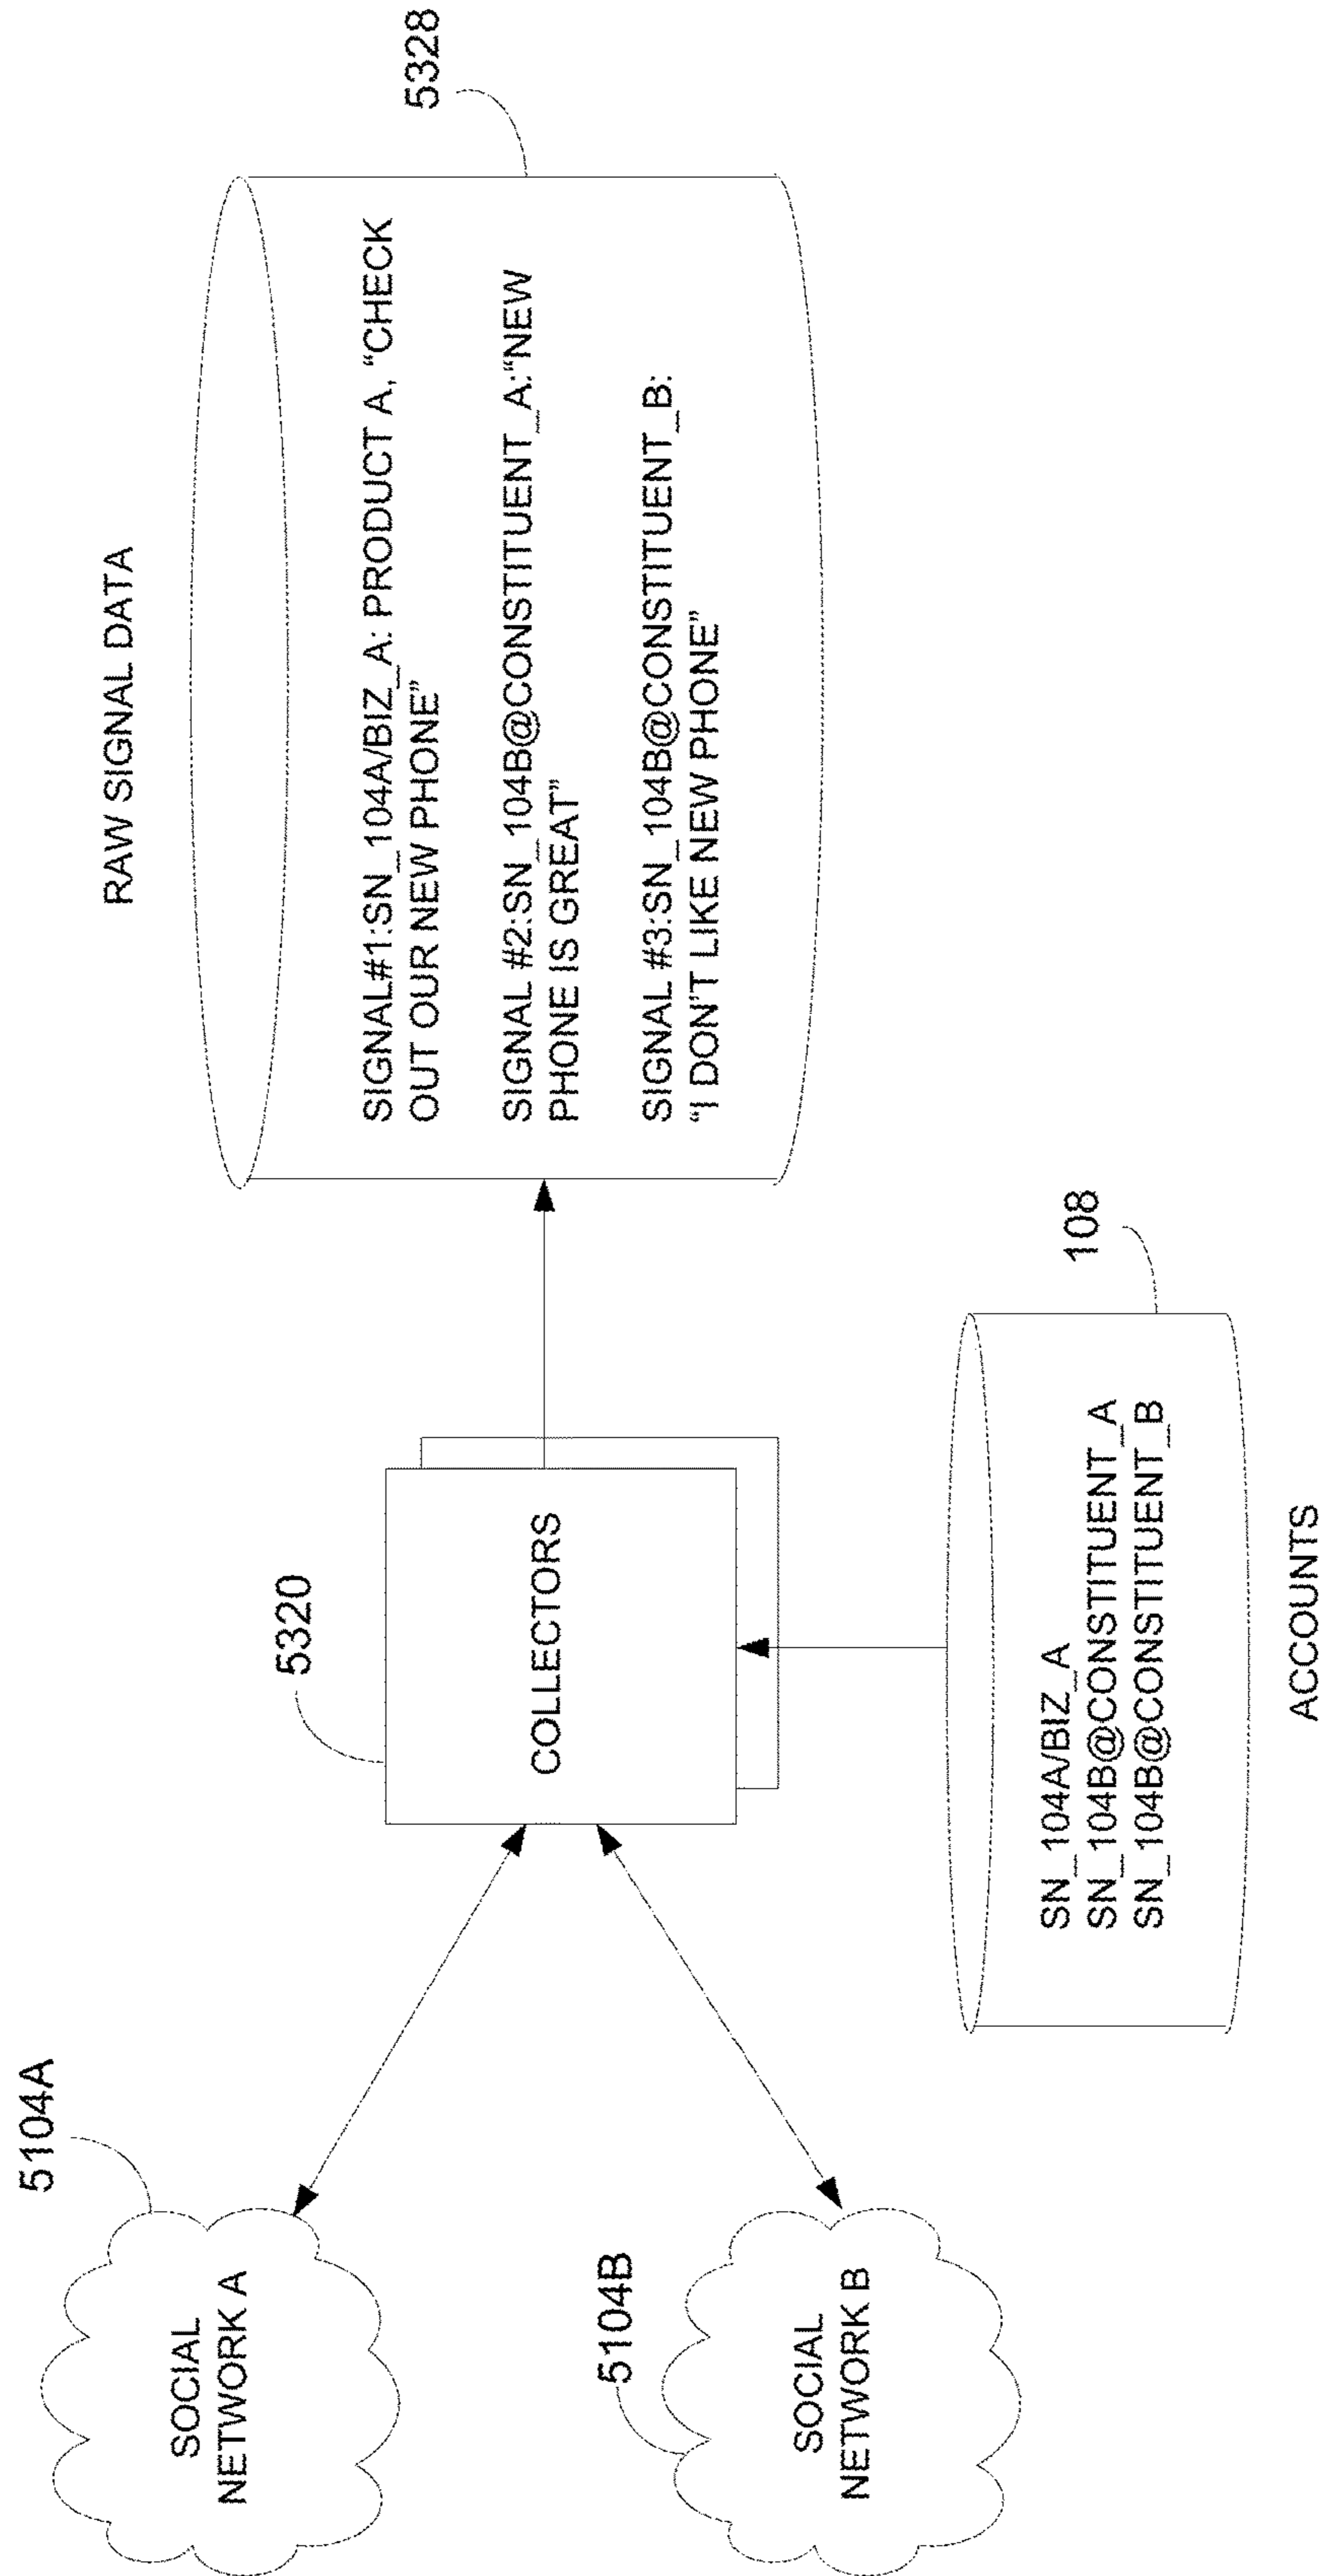 5104A
SOCIAL
NETWORK A
5104B
SOCIAL
NETWORK B
5320
COLLECTORS
SN_104A/BIZ_A
SN_104B@CONSTITUENT_A
SN_104B@CONSTITUENT_B
108
ACCOUNTS
RAW SIGNAL DATA
5328
SIGNAL#1:SN_104A/BIZ_A: PRODUCT A, “CHECK
OUT OUR NEW PHONE”
SIGNAL #2:SN_104B@CONSTITUENT_A:“NEW
PHONE IS GREAT”
SIGNAL #3:SN_104B@CONSTITUENT_B:
“I DON’T LIKE NEW PHONE”